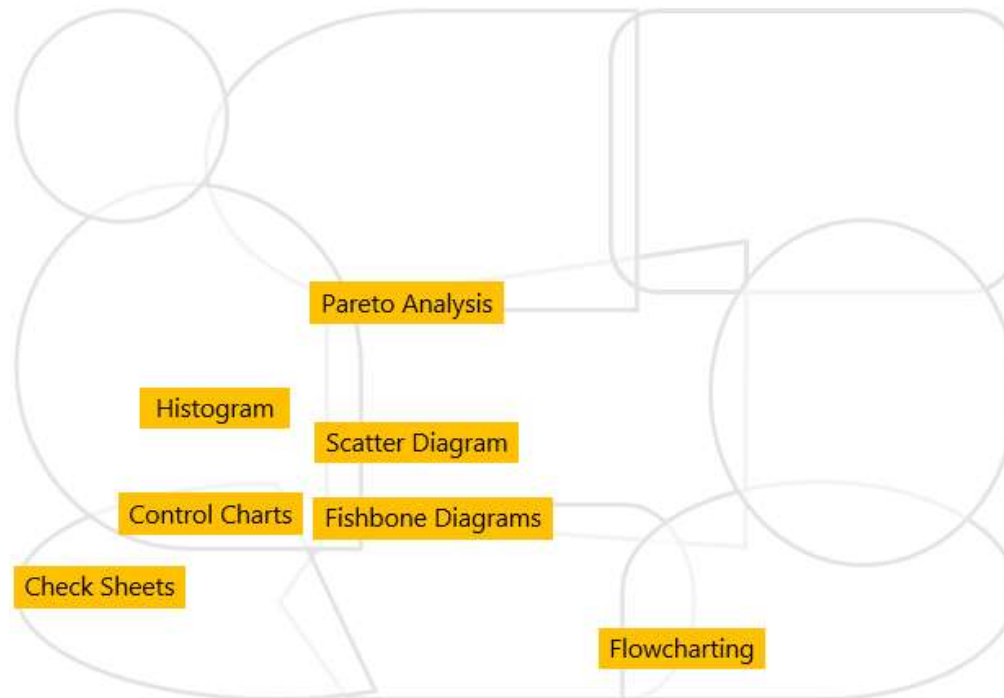 Pareto Analysis
Histogram
Scatter Diagram
Control Charts
Fishbone Diagrams
Check Sheets
Flowcharting